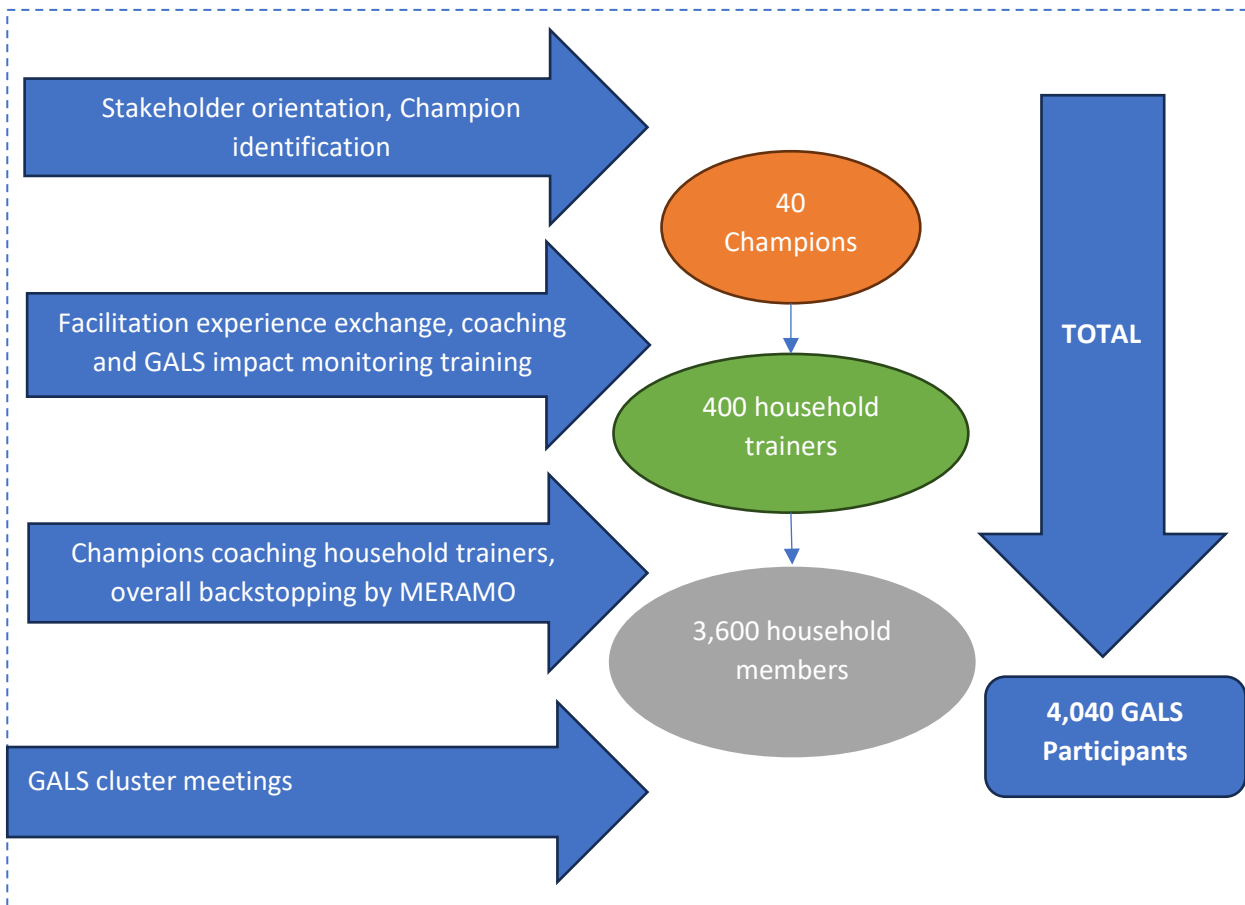 Stakeholder orientation, Champion
identification
40
Champions
Facilitation experience exchange, coaching
and GALS impact monitoring training
TOTAL
400 household
trainers
Champions coaching household trainers,
overall backstopping by MERAMO
3,600 household
members
4,040 GALS
Participants
GALS cluster meetings